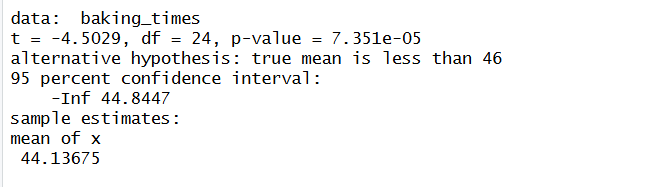 data:  baking_times
t = -4.5029, df = 24, p-value = 7.351e-05
alternative hypothesis: true mean is less than 46
95 percent confidence interval:
    -Inf 44.8447
sample estimates:
mean of x
 44.13675